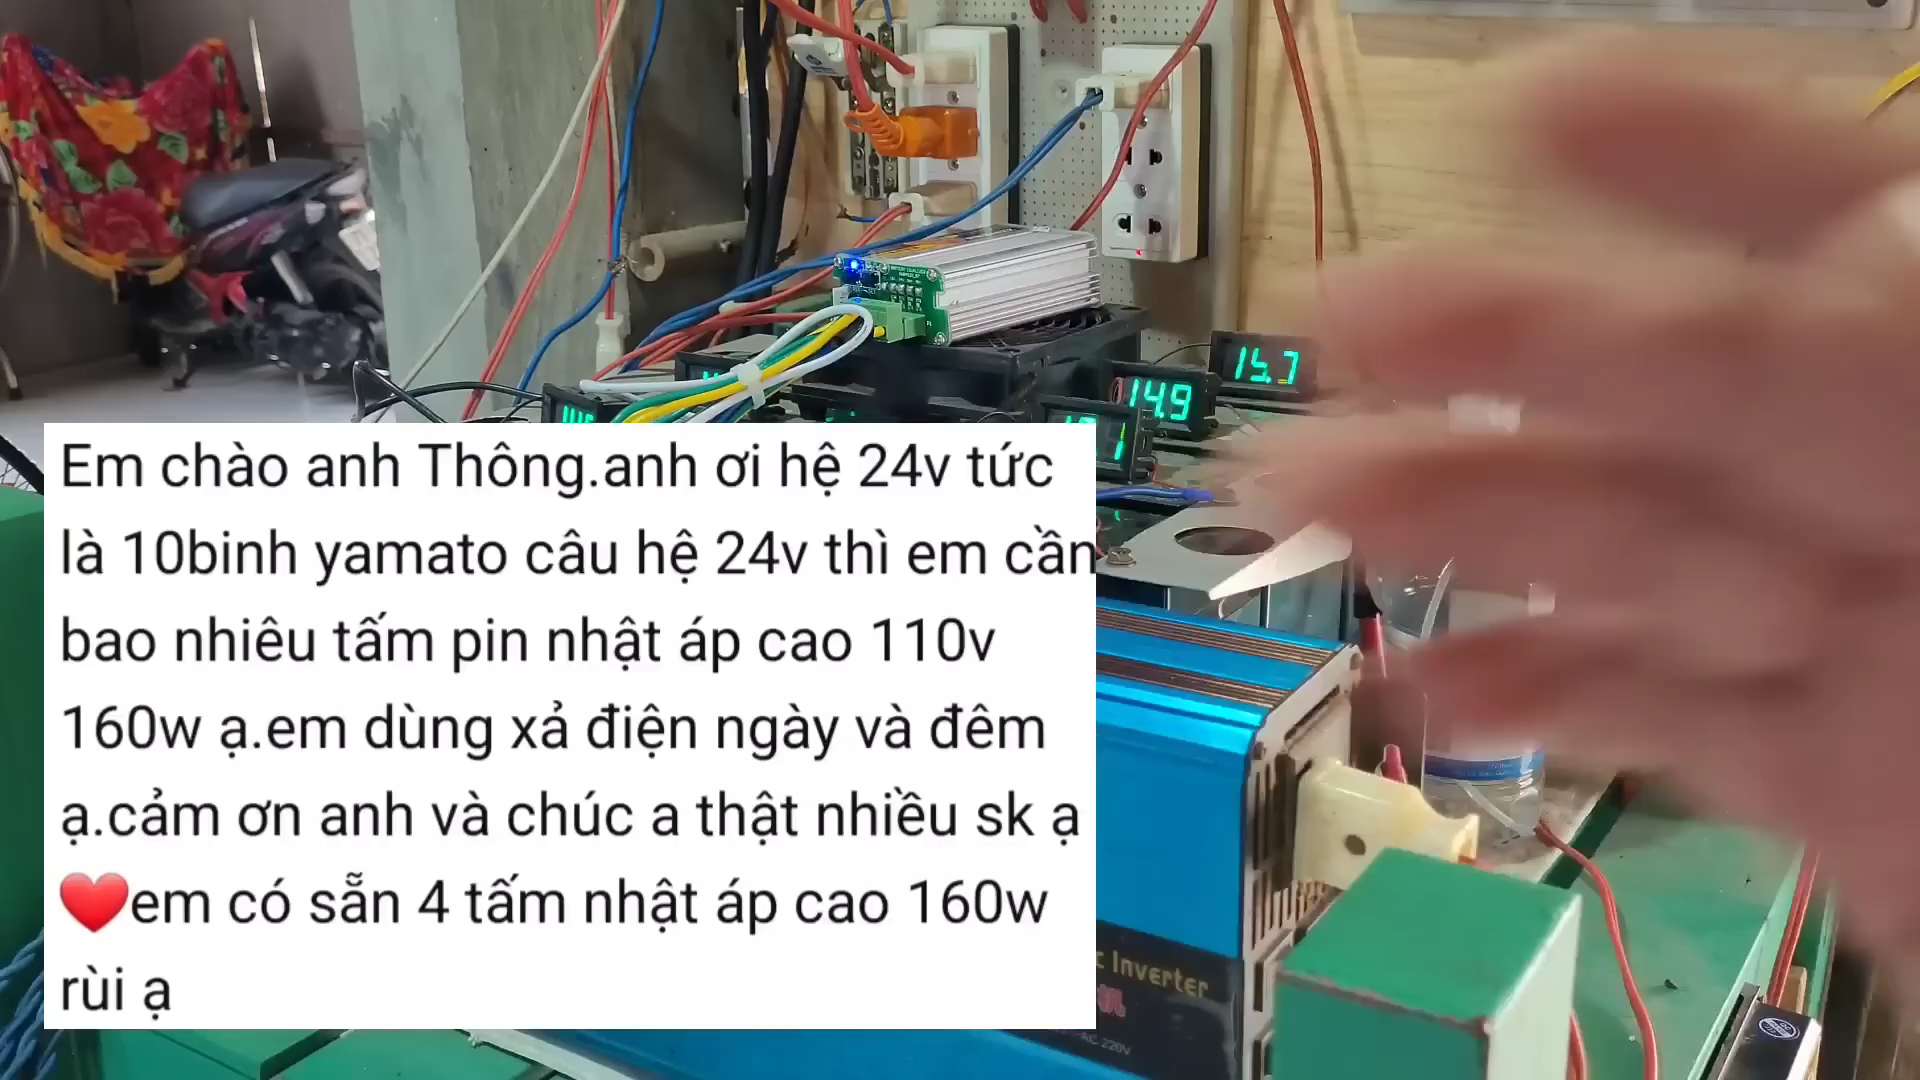 15.7
14.9
Em chào anh Thông.anh ơi hệ 24v tức
là 10binh yamato câu hệ 24v thì em cần
bao nhiêu tấm pin nhật áp cao 110v
160w ạ.em dùng xả điện ngày và đêm
ạ.cảm ơn anh và chúc a thật nhiều sk ạ
❤️em có sẵn 4 tấm nhật áp cao 160w
rùi ạ
c Inverter
AC 220V